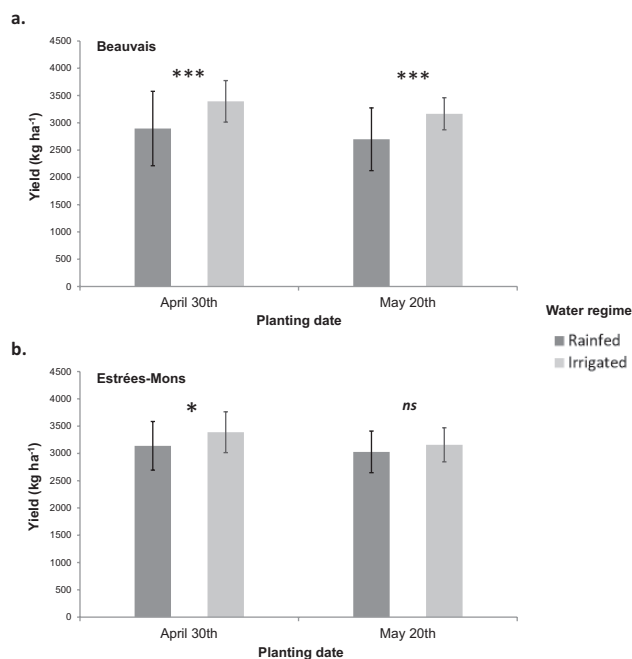 a.
Beauvais
4500
4000
3500
3000
2500
2000
1500
1000
500
0
Yield (kg ha⁻¹)
***
***
April 30th
May 20th
Planting date
Water regime
Rainfed
Irrigated
b.
Estrées-Mons
4500
4000
3500
3000
2500
2000
1500
1000
500
0
Yield (kg ha⁻¹)
*
ns
April 30th
May 20th
Planting date